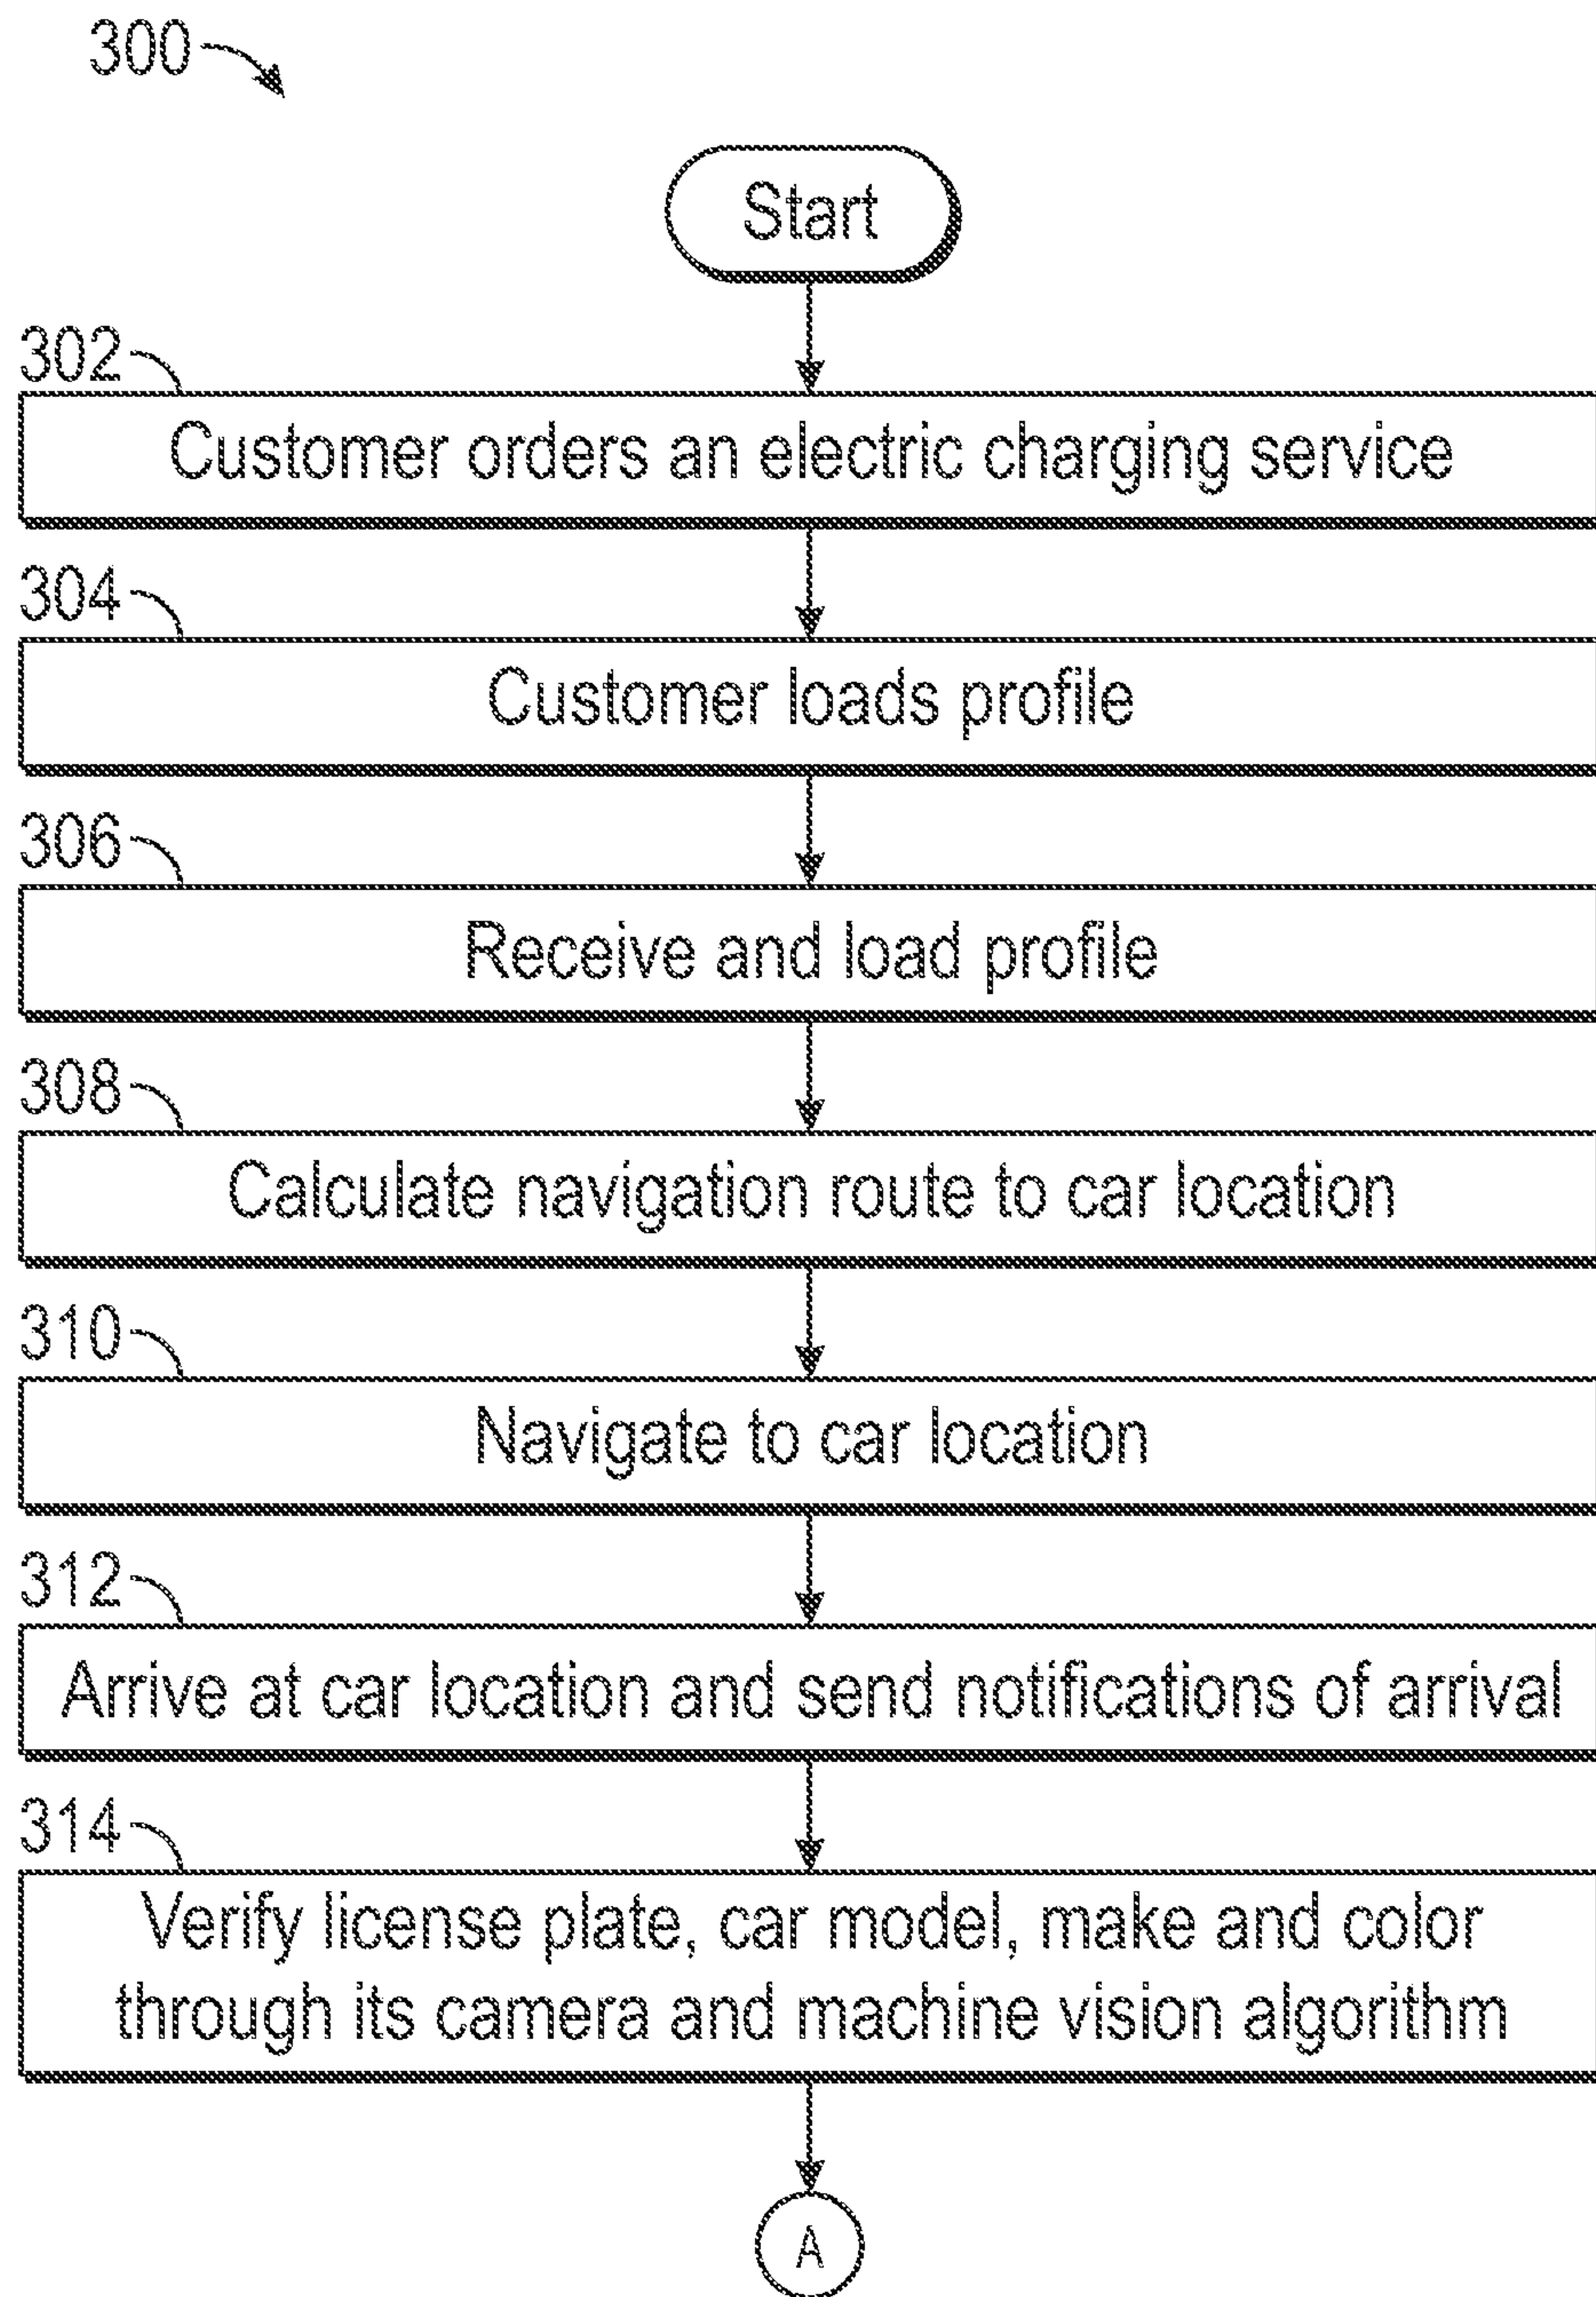 300
Start
302
Customer orders an electric charging service
304
Customer loads profile
306
Receive and load profile
308
Calculate navigation route to car location
310
Navigate to car location
312
Arrive at car location and send notifications of arrival
314
Verify license plate, car model, make and color
through its camera and machine vision algorithm
A